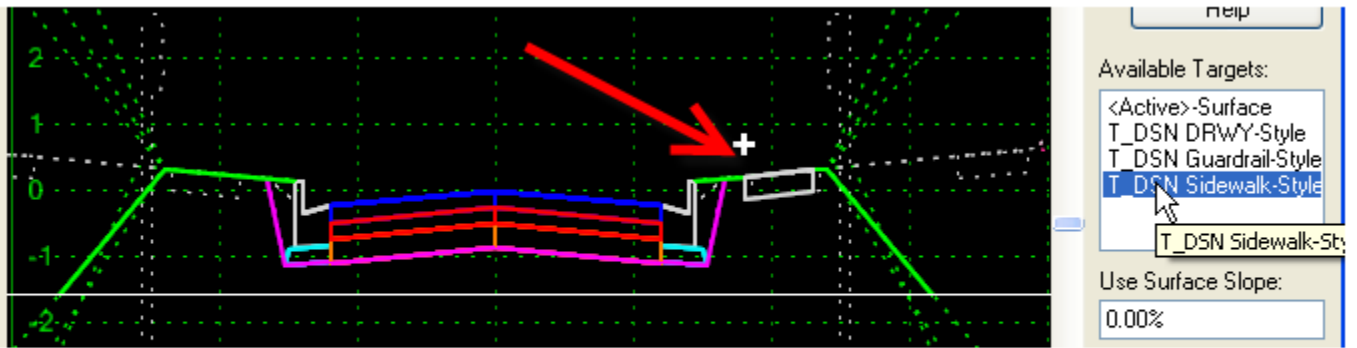 Help
2
Available Targets:
<Active>-Surface
1
T_DSN DRWY-Style
T_DSN Guardrail-Style
0
T_DSN Sidewalk-Style
T_DSN Sidewalk-Sty
-1
Use Surface Slope:
0.00%
-2